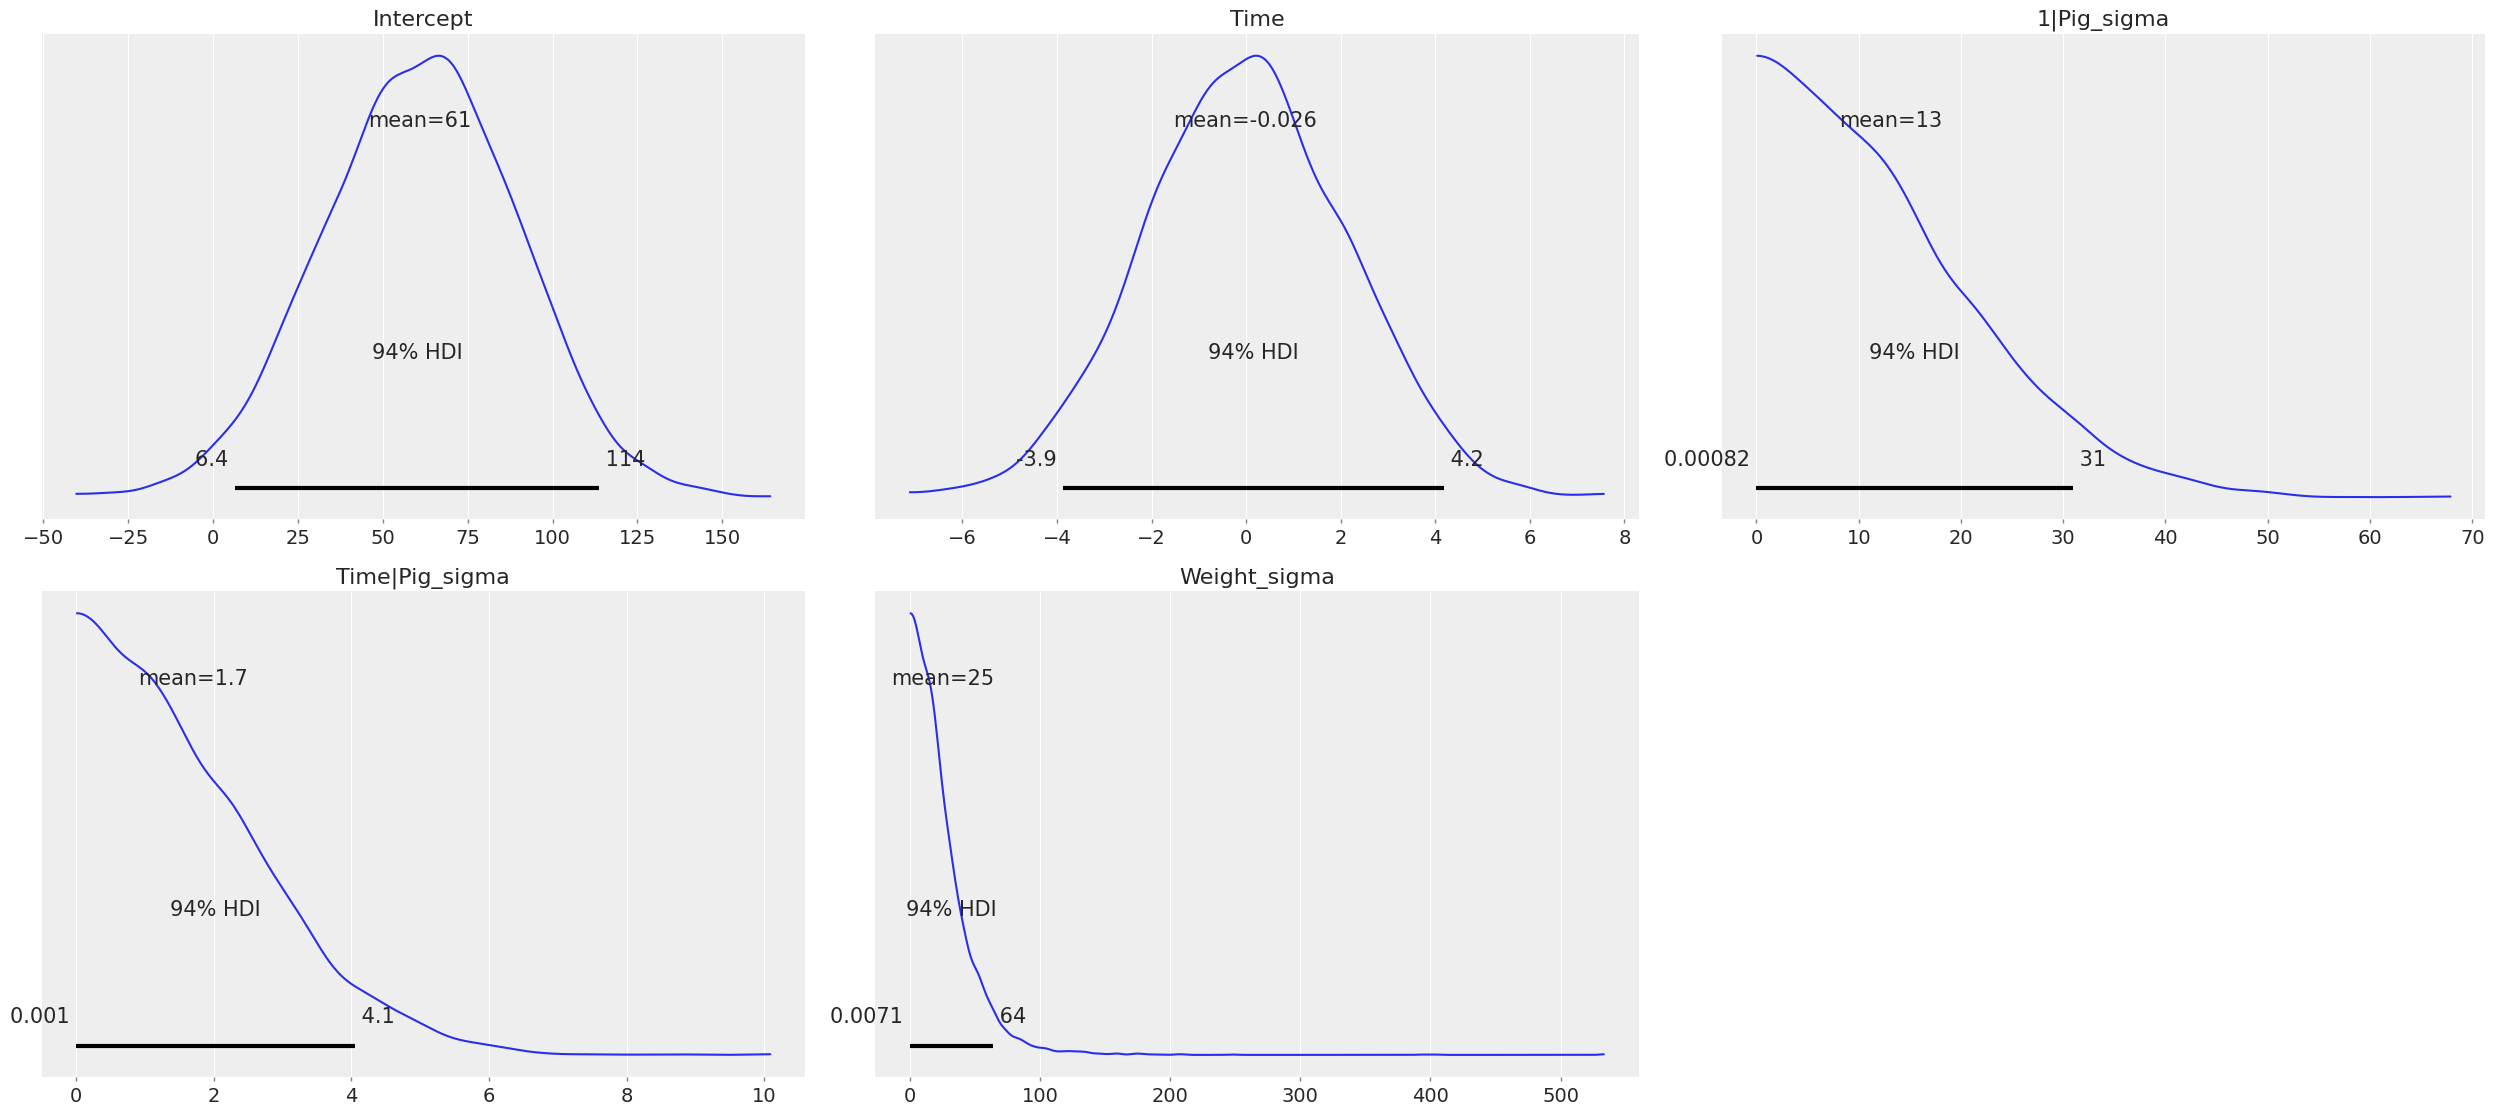 Intercept
mean=61
94% HDI
6.4 114
−50 −25 0 25 50 75 100 125 150
Time
mean=-0.026
94% HDI
-3.9 4.2
−6 −4 −2 0 2 4 6 8
1|Pig_sigma
mean=13
94% HDI
0.00082 31
0 10 20 30 40 50 60 70
Time|Pig_sigma
mean=1.7
94% HDI
0.001 4.1
0 2 4 6 8 10
Weight_sigma
mean=25
94% HDI
0.0071 64
0 100 200 300 400 500